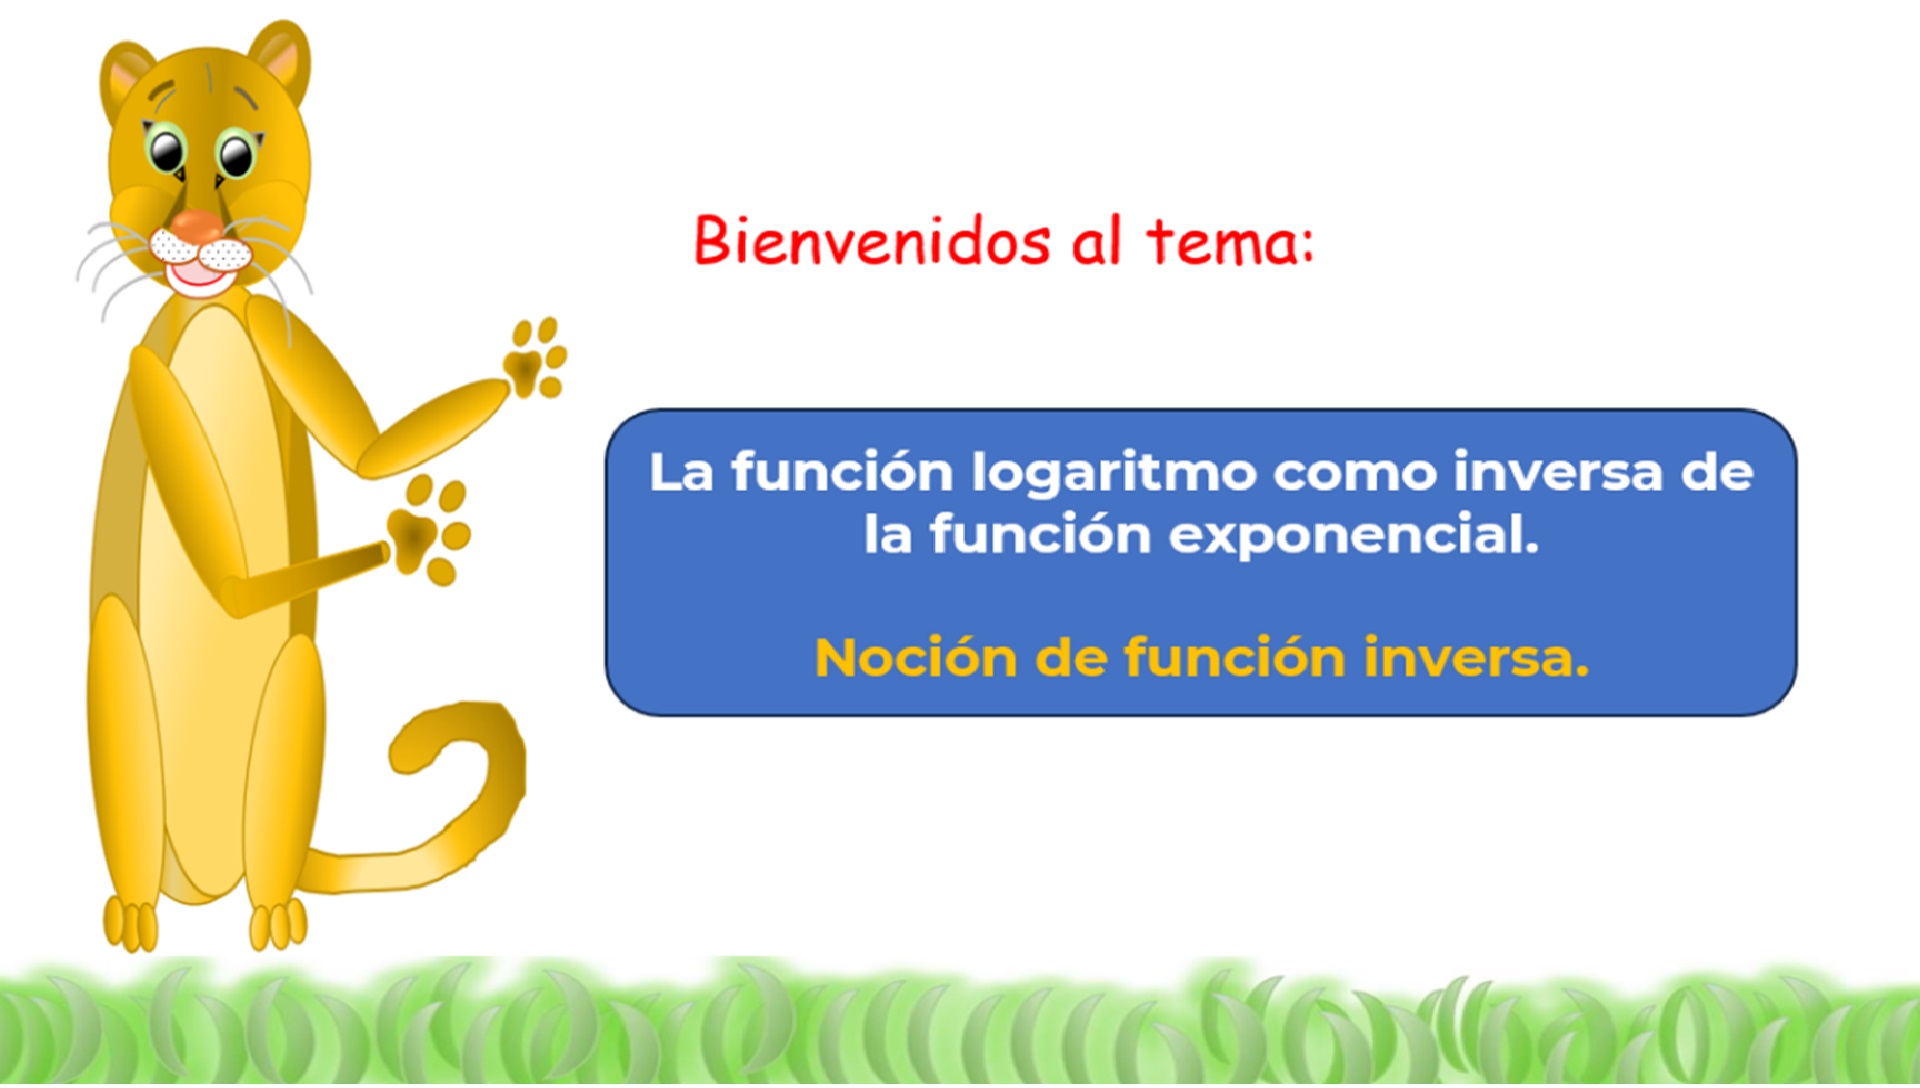 Bienvenidos al tema:
La función logaritmo como inversa de
la función exponencial.
Noción de función inversa.